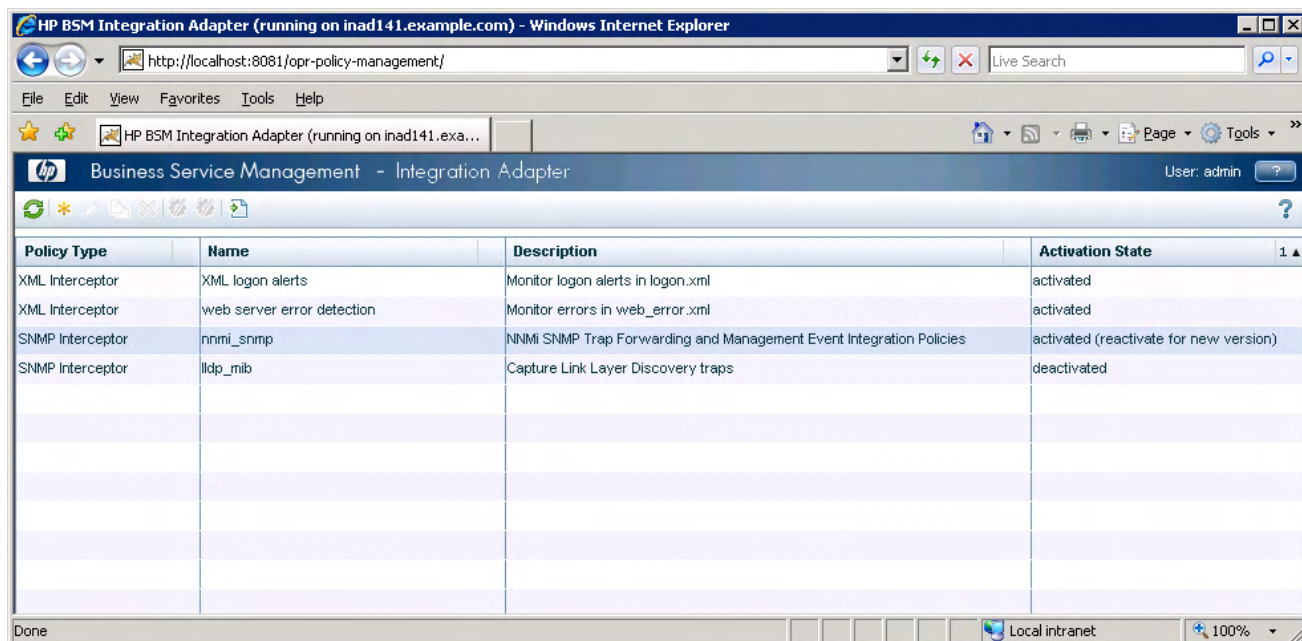 HP BSM Integration Adapter (running on inad141.example.com) - Windows Internet Explorer
http://localhost:8081/opr-policy-management/
Live Search
File Edit View Favorites Tools Help
HP BSM Integration Adapter (running on inad141.exa...
Page Tools »
hp Business Service Management - Integration Adapter User: admin ?
?
Policy Type Name Description Activation State 1
XML Interceptor XML logon alerts Monitor logon alerts in logon.xml activated
XML Interceptor web server error detection Monitor errors in web_error.xml activated
SNMP Interceptor nnmi_snmp NNMi SNMP Trap Forwarding and Management Event Integration Policies activated (reactivate for new version)
SNMP Interceptor lldp_mib Capture Link Layer Discovery traps deactivated
Done Local intranet 100%